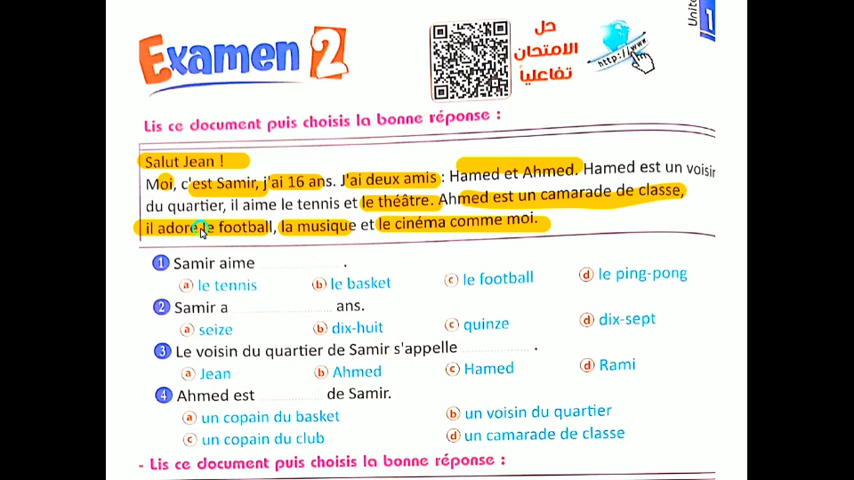 Unité 1
Examen 2
حل
الامتحان
تفاعلياً
http://www
Lis ce document puis choisis la bonne réponse :
Salut Jean !
Moi, c'est Samir, j'ai 16 ans. J'ai deux amis : Hamed et Ahmed. Hamed est un voisin
du quartier, il aime le tennis et le théâtre. Ahmed est un camarade de classe,
il adore le football, la musique et le cinéma comme moi.
1 Samir aime .
a le tennis b le basket c le football d le ping-pong
2 Samir a ans.
a seize b dix-huit c quinze d dix-sept
3 Le voisin du quartier de Samir s'appelle .
a Jean b Ahmed c Hamed d Rami
4 Ahmed est de Samir.
a un copain du basket b un voisin du quartier
c un copain du club d un camarade de classe
- Lis ce document puis choisis la bonne réponse :